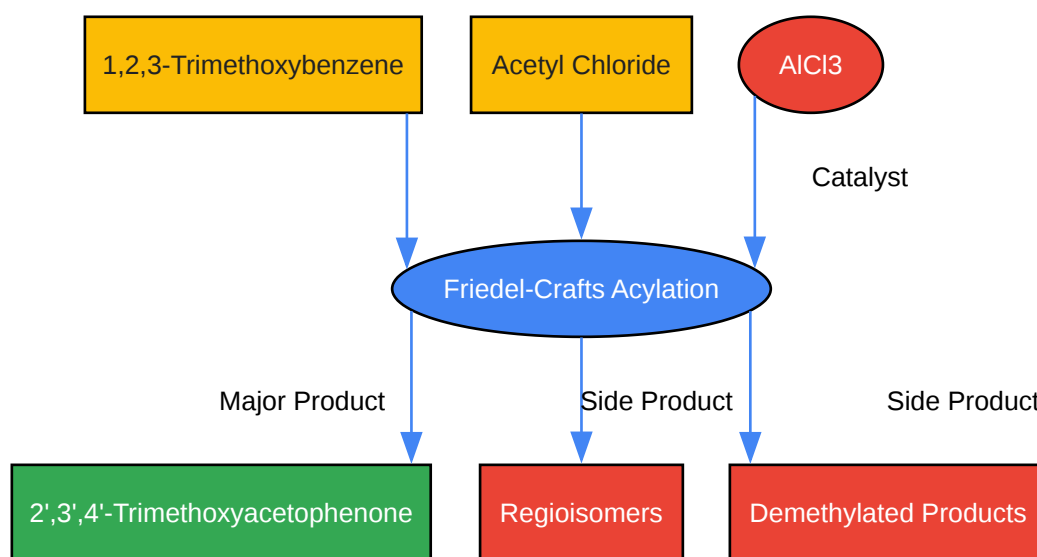 1,2,3-Trimethoxybenzene
Acetyl Chloride
AlCl3
Catalyst
Friedel-Crafts Acylation
Major Product
Side Product
Side Product
2',3',4'-Trimethoxyacetophenone
Regioisomers
Demethylated Products